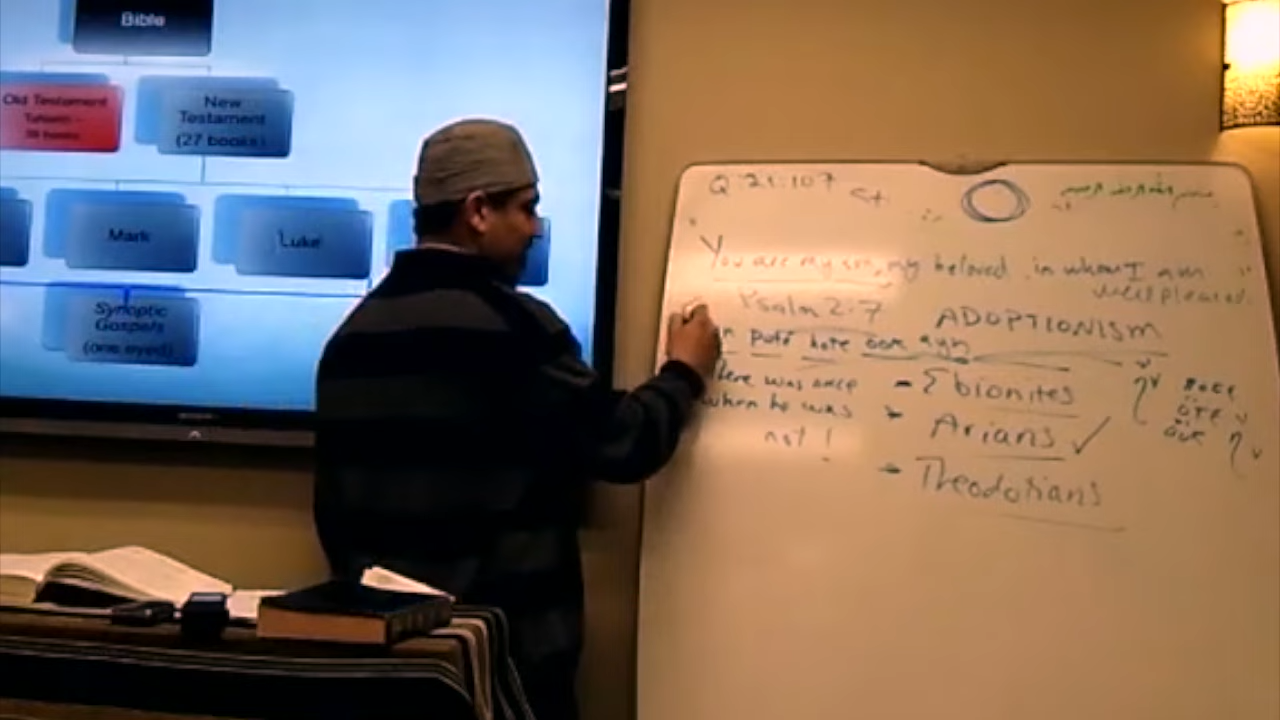 Bible
Old Testament
New
Testament
(27 books)
Mark
Luke
Synoptic
Gospels
(one eyed)
Q:21:107
You are my son, my beloved in whom I am
well pleased.
Psalm 2:7
ADOPTIONISM
pote hote ook ayn
There was once
when he was
not!
- Ebionites
Arians ✓
Theodotians